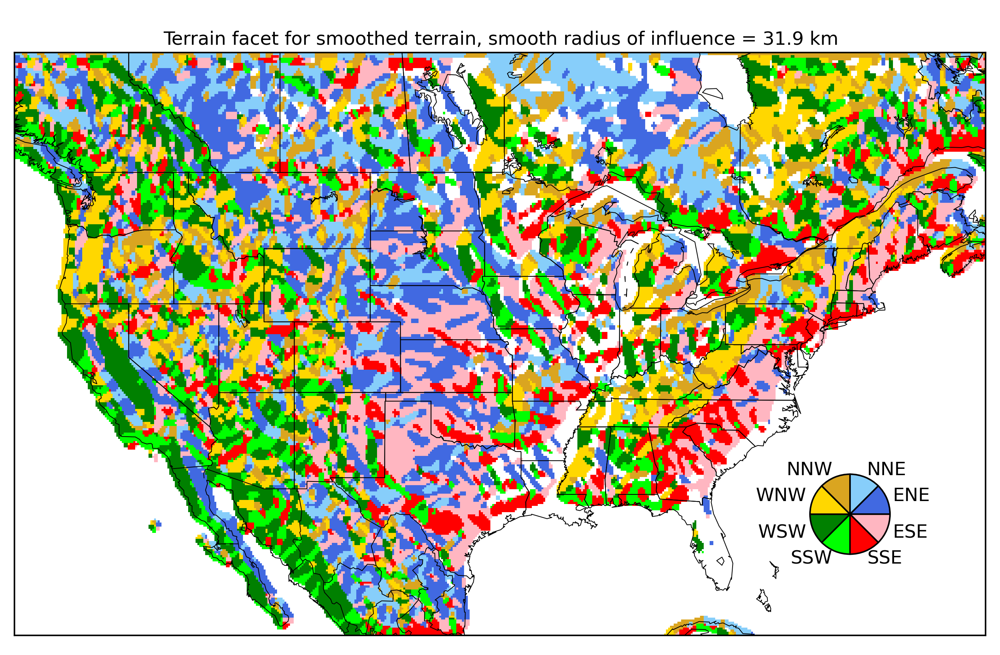 Terrain facet for smoothed terrain, smooth radius of influence = 31.9 km
NNW NNE
WNW ENE
WSW ESE
SSW SSE